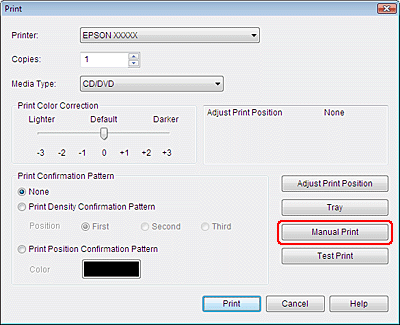 Print
Printer: EPSON XXXXX
Copies: 1
Media Type: CD/DVD
Print Color Correction
Lighter Default Darker
-3 -2 -1 0 +1 +2 +3
Adjust Print Position None
Print Confirmation Pattern
None
Print Density Confirmation Pattern
Position First Second Third
Print Position Confirmation Pattern
Color
Adjust Print Position
Tray
Manual Print
Test Print
Print Cancel Help